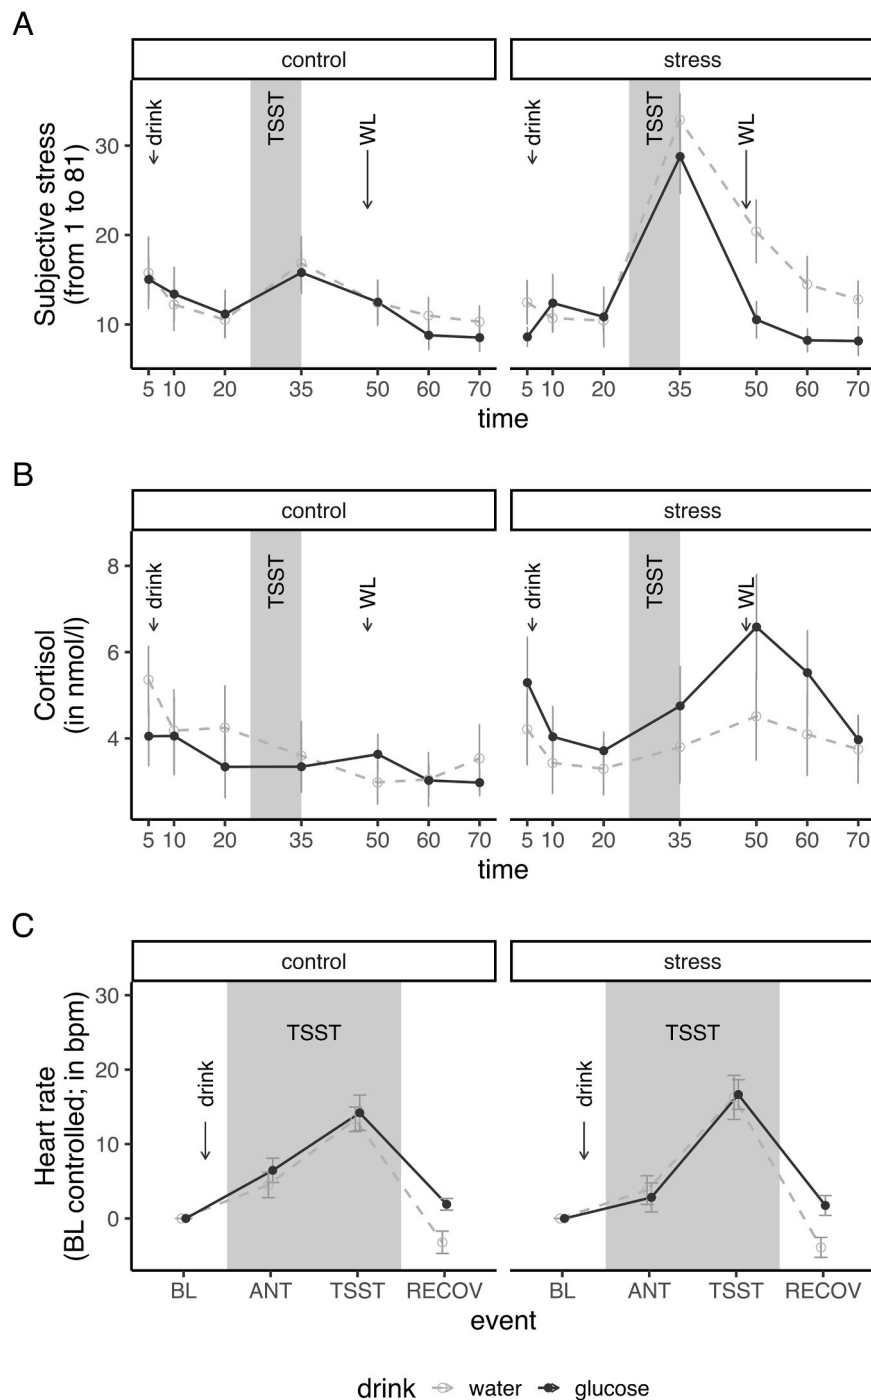 A
control
stress
Subjective stress
(from 1 to 81)
30
20
10
drink
TSST
WL
drink
TSST
WL
5 10 20 35 50 60 70
5 10 20 35 50 60 70
time
B
control
stress
Cortisol
(in nmol/l)
8
6
4
drink
TSST
WL
drink
TSST
WL
5 10 20 35 50 60 70
5 10 20 35 50 60 70
time
C
control
stress
Heart rate
(BL controlled; in bpm)
30
20
10
0
TSST
drink
TSST
drink
BL ANT TSST RECOV
BL ANT TSST RECOV
event
drink water glucose